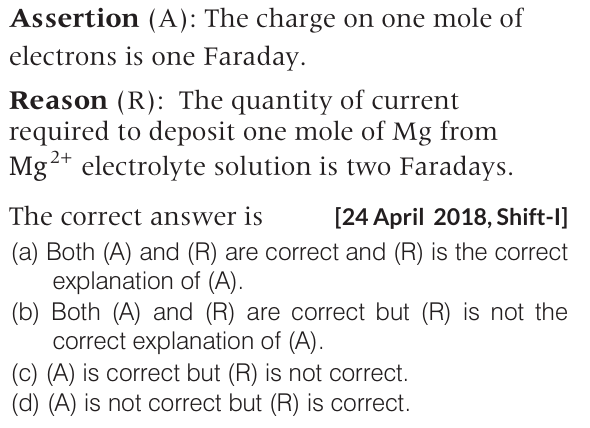 Assertion (A): The charge on one mole of
electrons is one Faraday.
Reason (R): The quantity of current
required to deposit one mole of Mg from
Mg²⁺ electrolyte solution is two Faradays.
The correct answer is [24 April 2018, Shift-I]
(a) Both (A) and (R) are correct and (R) is the correct
explanation of (A).
(b) Both (A) and (R) are correct but (R) is not the
correct explanation of (A).
(c) (A) is correct but (R) is not correct.
(d) (A) is not correct but (R) is correct.